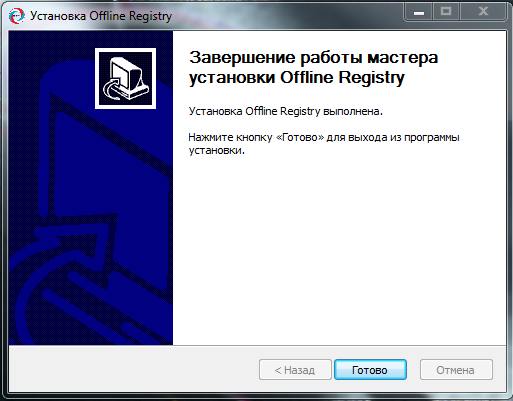 Установка Offline Registry
Завершение работы мастера
установки Offline Registry
Установка Offline Registry выполнена.
Нажмите кнопку «Готово» для выхода из программы
установки.
< Назад
Готово
Отмена